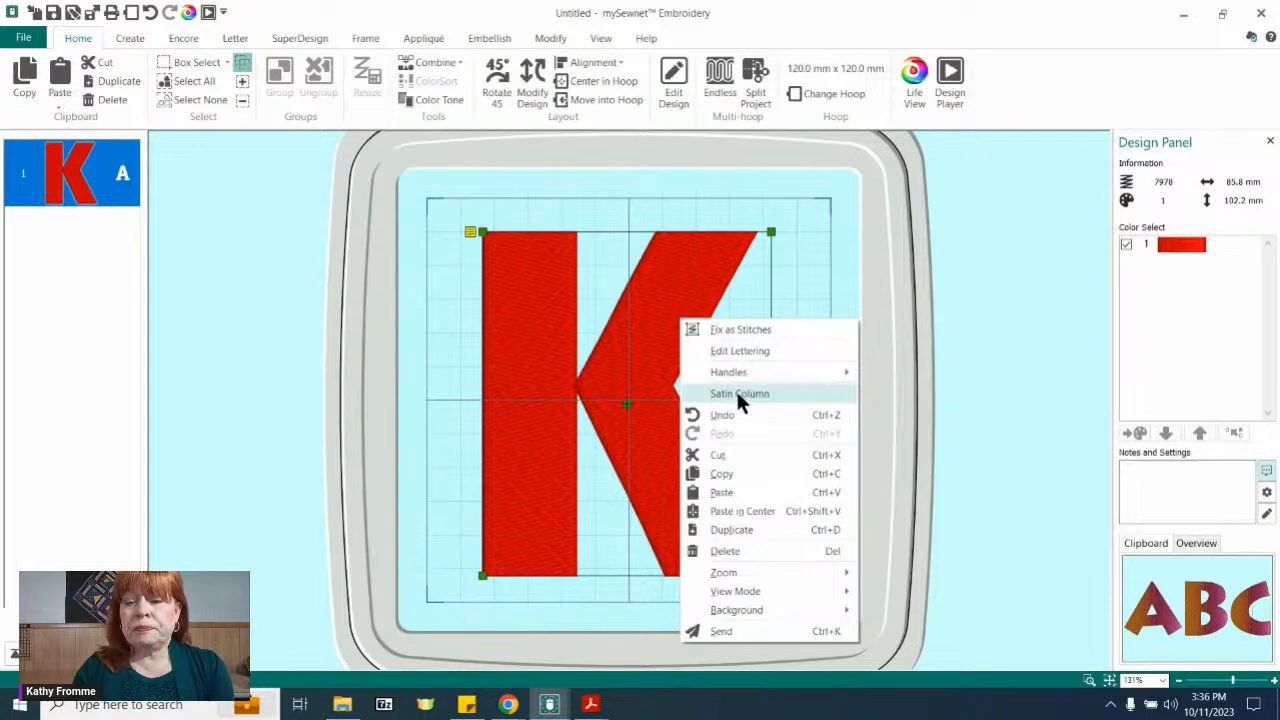 Untitled - mySewnet™ Embroidery
File Home Create Encore Letter SuperDesign Frame Appliqué Embellish Modify View Help
Copy
Paste
Cut
Duplicate
Delete
Clipboard
Box Select
Select All
Select None
Select
Group
Ungroup
Groups
Resize
Combine
ColorSort
Color Tone
Tools
Rotate
45
45°
Modify
Design
Alignment
Center in Hoop
Move into Hoop
Layout
Edit
Design
Endless
Split
Project
Multi-hoop
120.0 mm x 120.0 mm
Change Hoop
Hoop
Life
View
Design
Player
1 K A
K
Fix as Stitches
Edit Lettering
Handles
Satin Column
Undo Ctrl+Z
Redo Ctrl+Y
Cut Ctrl+X
Copy Ctrl+C
Paste Ctrl+V
Paste in Center Ctrl+Shift+V
Duplicate Ctrl+D
Delete Del
Zoom
View Mode
Background
Send Ctrl+K
Design Panel
Information
7978 85.8 mm
1 102.2 mm
Color Select
1
Notes and Settings
Clipboard Overview
ABC
131%
Kathy Fromme
Type here to search
7z
3:36 PM
10/11/2023